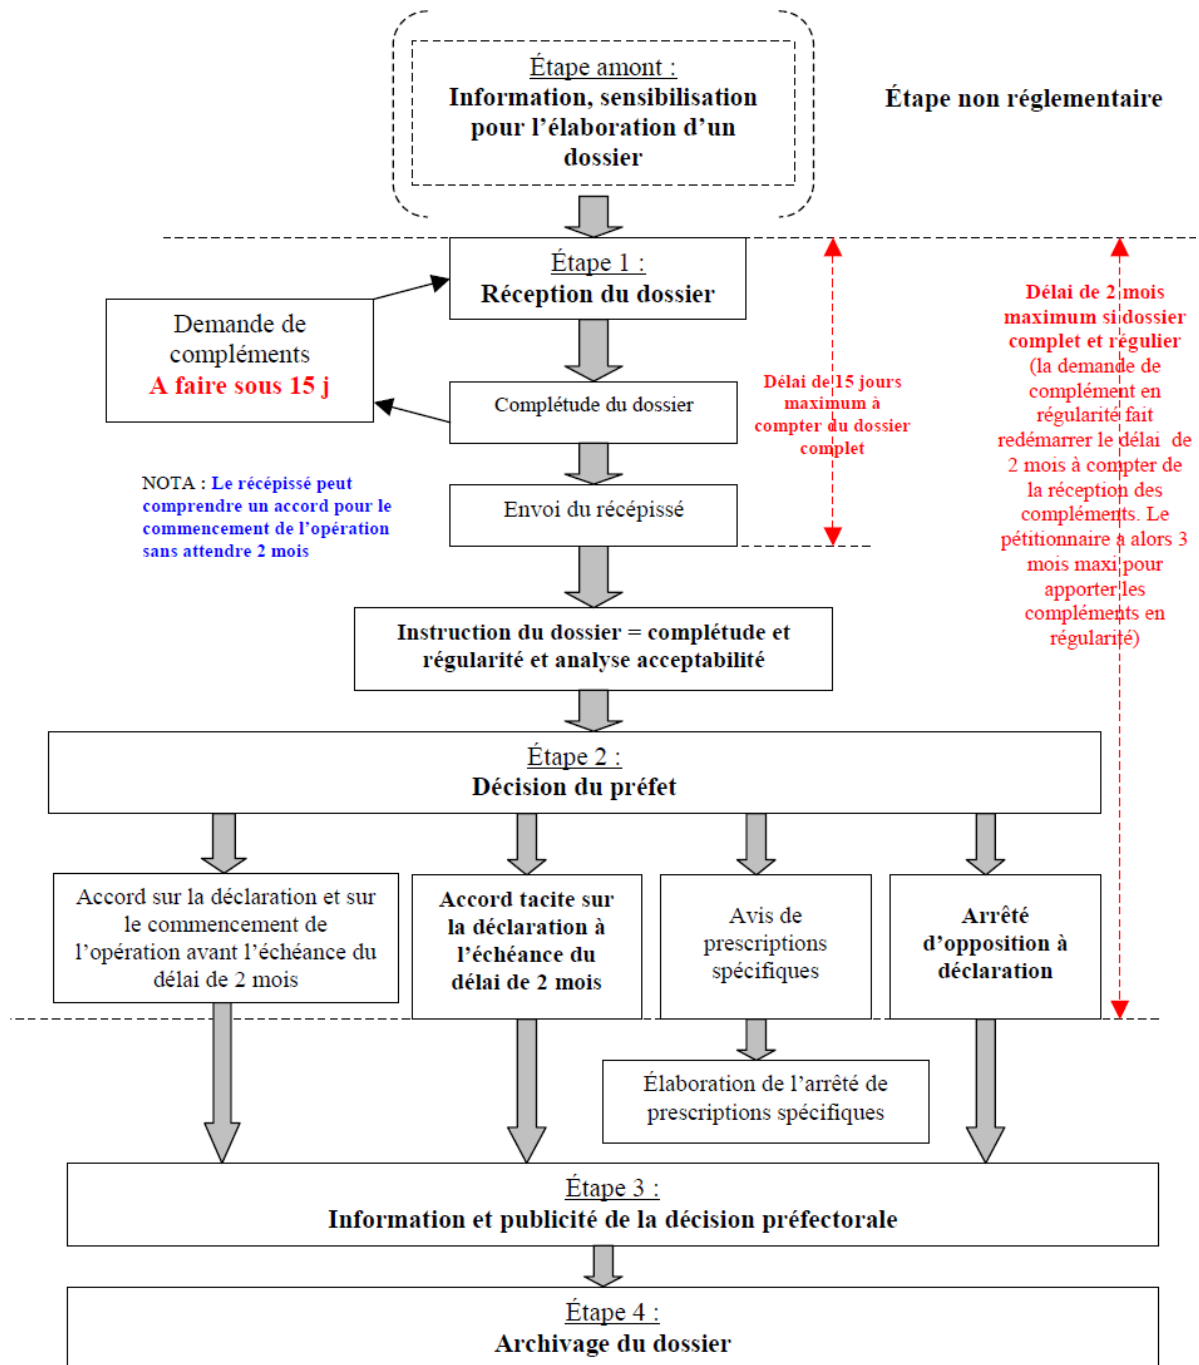 Étape amont :
Information, sensibilisation
pour l’élaboration d’un
dossier
Étape non réglementaire
Étape 1 :
Réception du dossier
Demande de
compléments
A faire sous 15 j
Complétude du dossier
Délai de 15 jours
maximum à
compter du dossier
complet
Délai de 2 mois
maximum si dossier
complet et régulier
(la demande de
complément en
régularité fait
redémarrer le délai de
2 mois à compter de
la réception des
compléments. Le
pétitionnaire a alors 3
mois maxi pour
apporter les
compléments en
régularité)
NOTA : Le récépissé peut
comprendre un accord pour le
commencement de l’opération
sans attendre 2 mois
Envoi du récépissé
Instruction du dossier = complétude et
régularité et analyse acceptabilité
Étape 2 :
Décision du préfet
Accord sur la déclaration et sur
le commencement de
l’opération avant l’échéance du
délai de 2 mois
Accord tacite sur
la déclaration à
l’échéance du
délai de 2 mois
Avis de
prescriptions
spécifiques
Arrêté
d’opposition à
déclaration
Élaboration de l’arrêté de
prescriptions spécifiques
Étape 3 :
Information et publicité de la décision préfectorale
Étape 4 :
Archivage du dossier